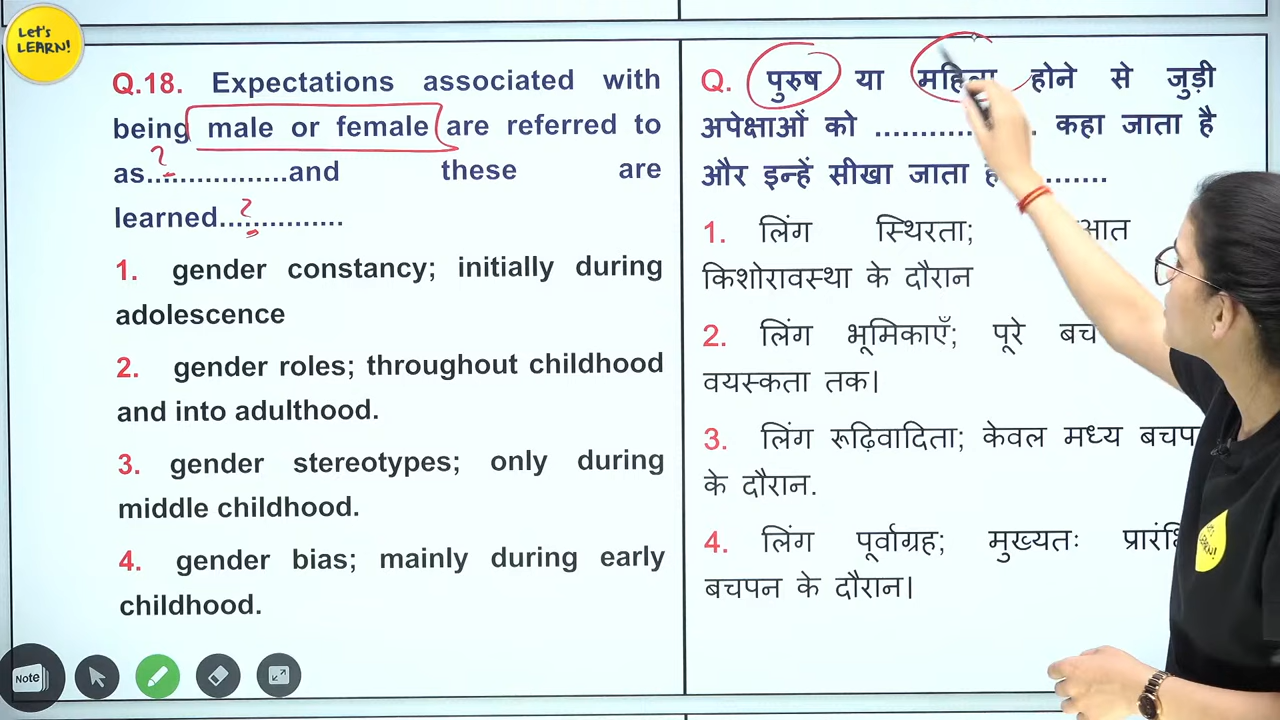 Let's
LEARN!
Q.18. Expectations associated with
being male or female are referred to
as.................and these are
learned...............
1. gender constancy; initially during
adolescence
2. gender roles; throughout childhood
and into adulthood.
3. gender stereotypes; only during
middle childhood.
4. gender bias; mainly during early
childhood.
Q. पुरुष या महिला होने से जुड़ी
अपेक्षाओं को ................ कहा जाता है
और इन्हें सीखा जाता ........
1. लिंग स्थिरता;
किशोरावस्था के दौरान
2. लिंग भूमिकाएँ; पूरे
वयस्कता तक।
3. लिंग रूढ़िवादिता; केवल मध्य
के दौरान.
4. लिंग पूर्वाग्रह; मुख्यतः
बचपन के दौरान।
Note
LET'S
LEARN!